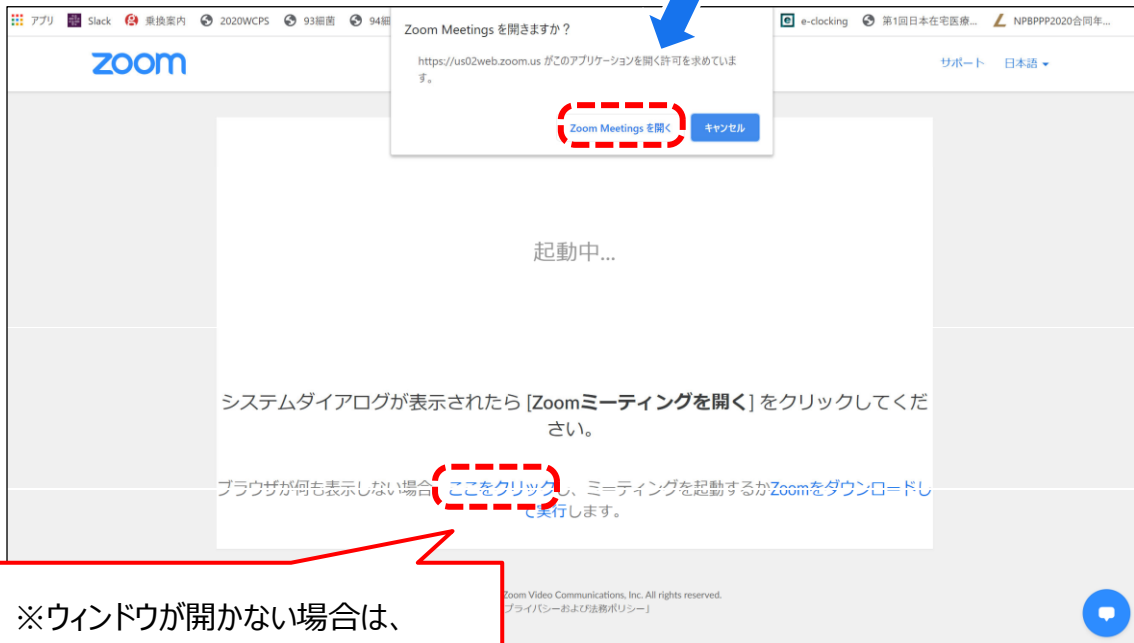 アプリ Slack 乗換案内 2020WCPS 93細菌 94細 e-clocking 第1回日本在宅医療... NPBPPP2020合同年...
Zoom Meetings を開きますか？
https://us02web.zoom.us がこのアプリケーションを開く許可を求めていま
す。
Zoom Meetings を開く キャンセル
zoom サポート 日本語
起動中...
システムダイアログが表示されたら [Zoomミーティングを開く] をクリックしてくだ
さい。
ブラウザが何も表示しない場合、ここをクリックし、ミーティングを起動するかZoomをダウンロードし
て実行します。
Zoom Video Communications, Inc. All rights reserved.
プライバシーおよび法務ポリシー」
※ウィンドウが開かない場合は、